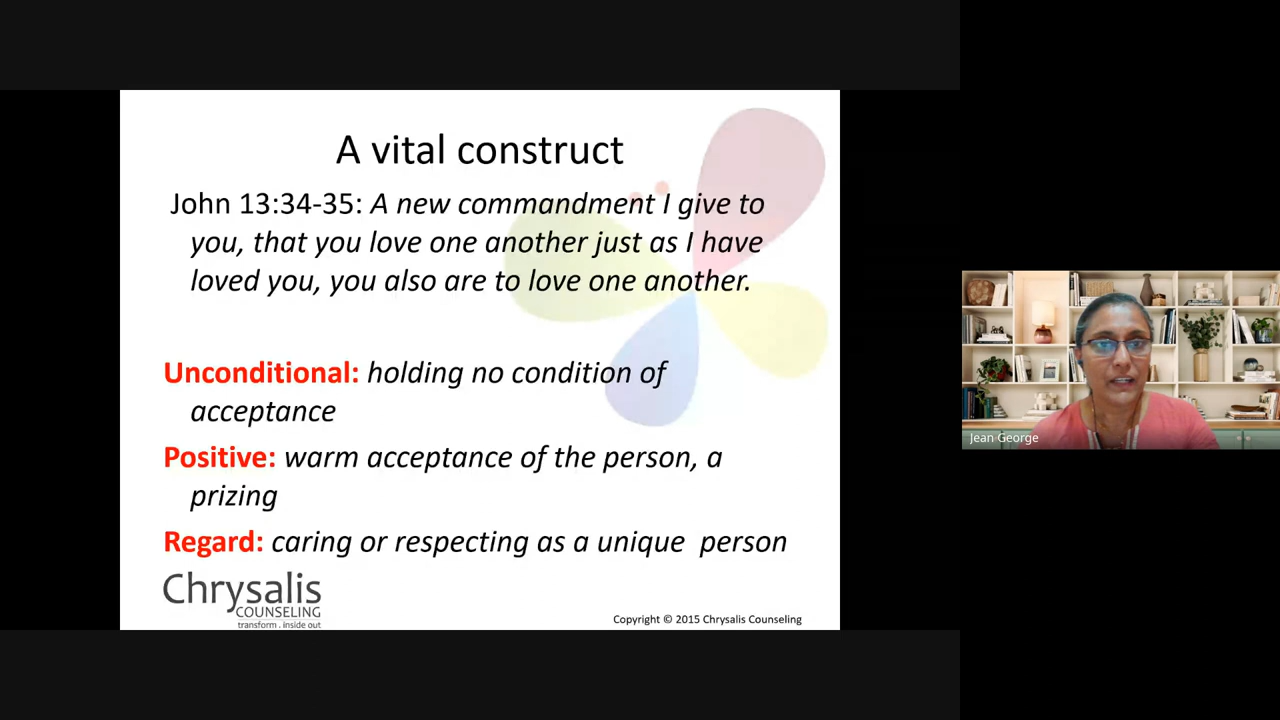 A vital construct
John 13:34-35: A new commandment I give to
you, that you love one another just as I have
loved you, you also are to love one another.
Unconditional: holding no condition of
acceptance
Positive: warm acceptance of the person, a
prizing
Regard: caring or respecting as a unique  person
Chrysalis
COUNSELING
transform . inside out
Copyright © 2015 Chrysalis Counseling
Jean George